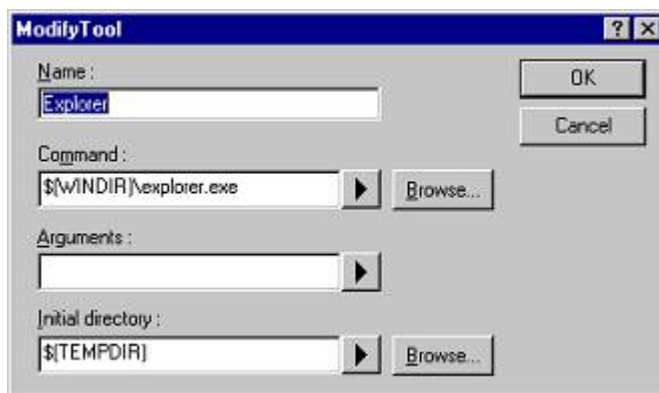 ModifyTool
Name :
OK
Explorer
Cancel
Command :
$(WINDIR)\explorer.exe
Browse...
Arguments :
Initial directory :
$(TEMPDIR)
Browse...